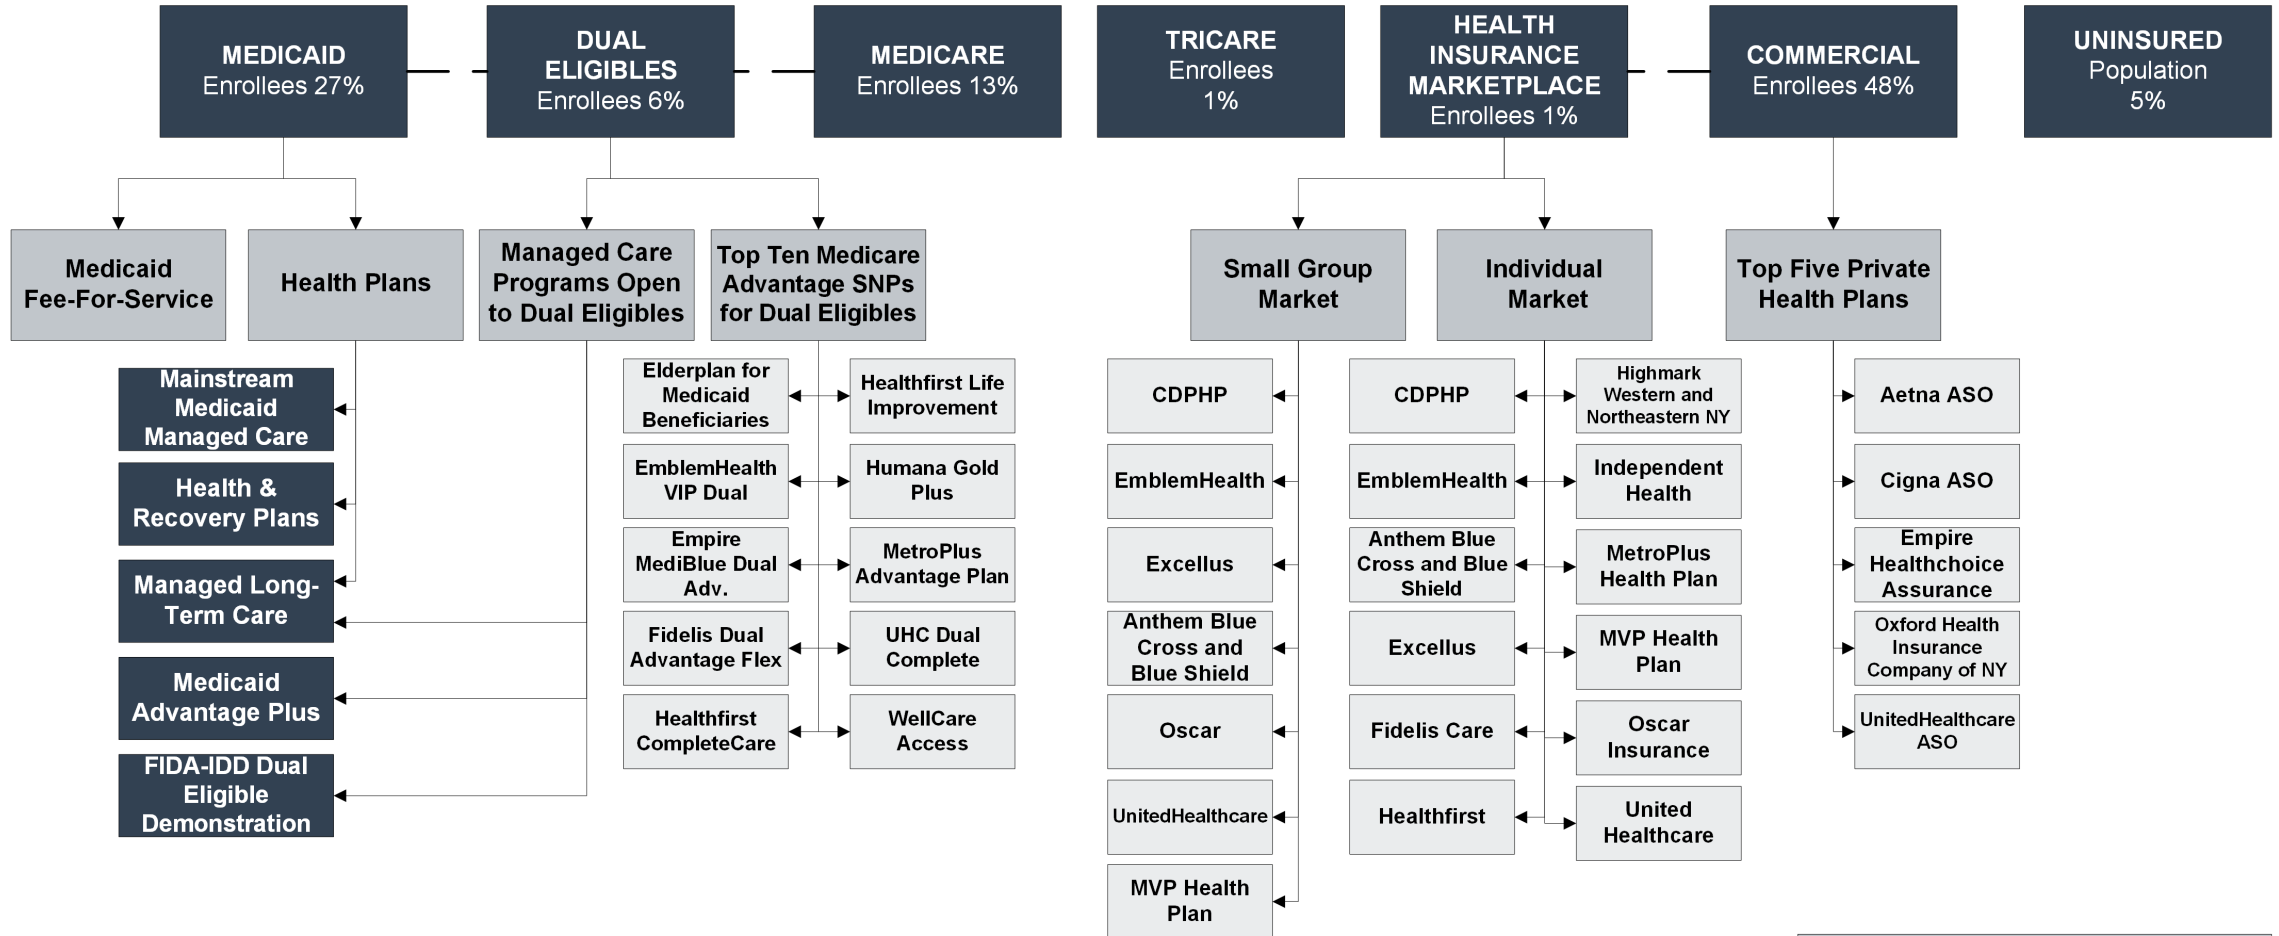 MEDICAID
Enrollees 27%
DUAL
ELIGIBLES
Enrollees 6%
MEDICARE
Enrollees 13%
TRICARE
Enrollees
1%
HEALTH
INSURANCE
MARKETPLACE
Enrollees 1%
COMMERCIAL
Enrollees 48%
UNINSURED
Population
5%
Medicaid
Fee-For-Service
Health Plans
Managed Care
Programs Open
to Dual Eligibles
Top Ten Medicare
Advantage SNPs
for Dual Eligibles
Small Group
Market
Individual
Market
Top Five Private
Health Plans
Mainstream
Medicaid
Managed Care
Health &
Recovery Plans
Managed Long-
Term Care
Medicaid
Advantage Plus
FIDA-IDD Dual
Eligible
Demonstration
Elderplan for
Medicaid
Beneficiaries
EmblemHealth
VIP Dual
Empire
MediBlue Dual
Adv.
Fidelis Dual
Advantage Flex
Healthfirst
CompleteCare
Healthfirst Life
Improvement
Humana Gold
Plus
MetroPlus
Advantage Plan
UHC Dual
Complete
WellCare
Access
CDPHP
EmblemHealth
Excellus
Anthem Blue
Cross and
Blue Shield
Oscar
UnitedHealthcare
MVP Health
Plan
CDPHP
EmblemHealth
Anthem Blue
Cross and Blue
Shield
Excellus
Fidelis Care
Healthfirst
Highmark
Western and
Northeastern NY
Independent
Health
MetroPlus
Health Plan
MVP Health
Plan
Oscar
Insurance
United
Healthcare
Aetna ASO
Cigna ASO
Empire
Healthchoice
Assurance
Oxford Health
Insurance
Company of NY
UnitedHealthcare
ASO